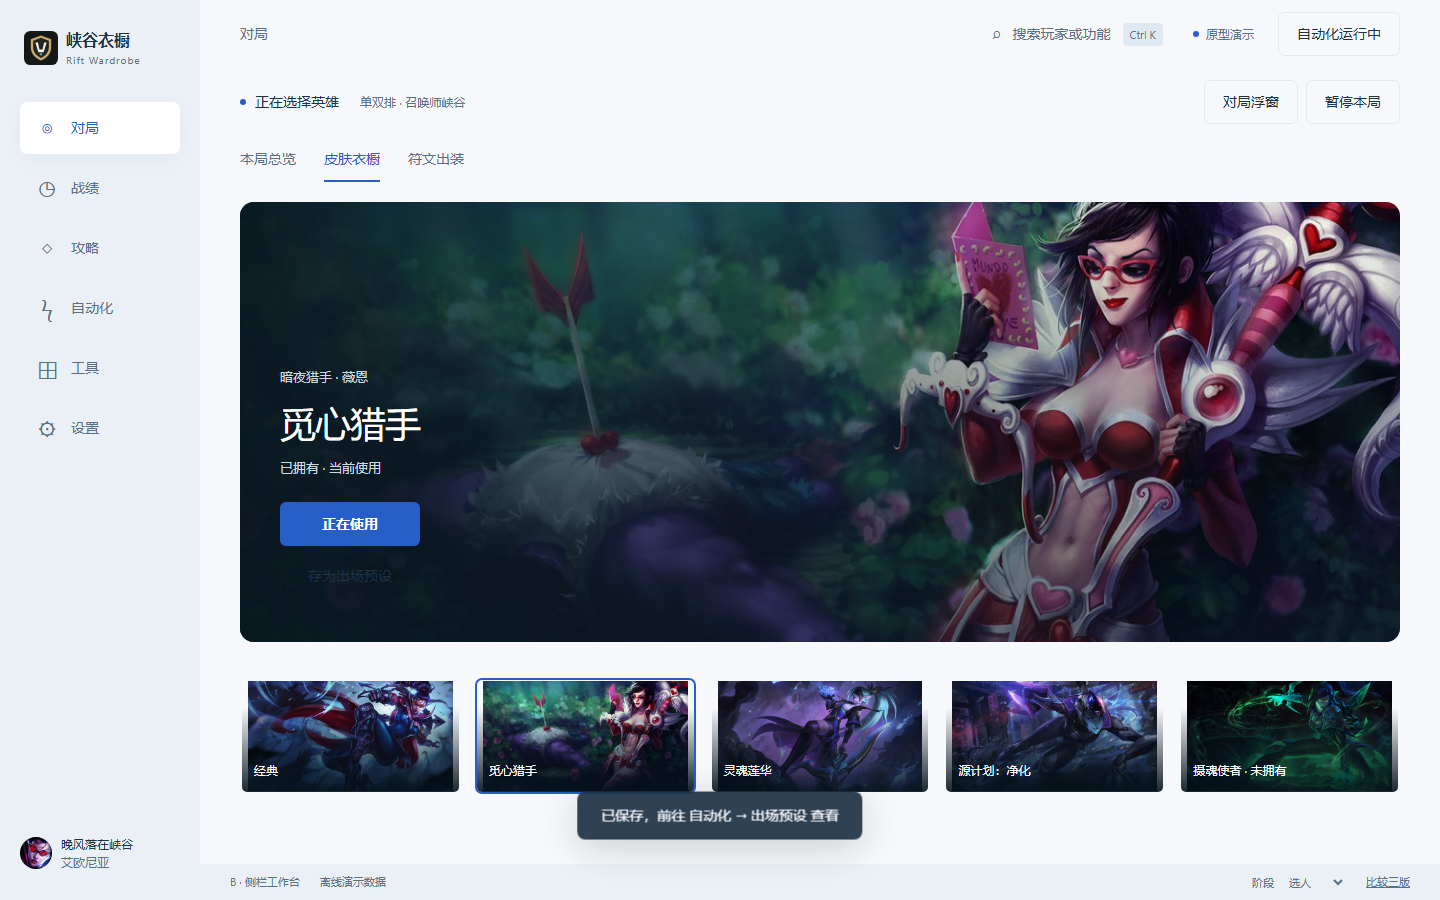 峡谷衣橱
Rift Wardrobe
对局
战绩
攻略
自动化
工具
设置
晚风落在峡谷
艾欧尼亚
对局
搜索玩家或功能
Ctrl K
原型演示
自动化运行中
正在选择英雄
单双排 · 召唤师峡谷
对局浮窗
暂停本局
本局总览
皮肤衣橱
符文出装
MUNDO
暗夜猎手 · 薇恩
觅心猎手
已拥有 · 当前使用
正在使用
存为出场预设
经典
觅心猎手
灵魂莲华
源计划：净化
摄魂使者 · 未拥有
已保存，前往 自动化 → 出场预设 查看
B · 侧栏工作台
离线演示数据
阶段
选人
比较三版